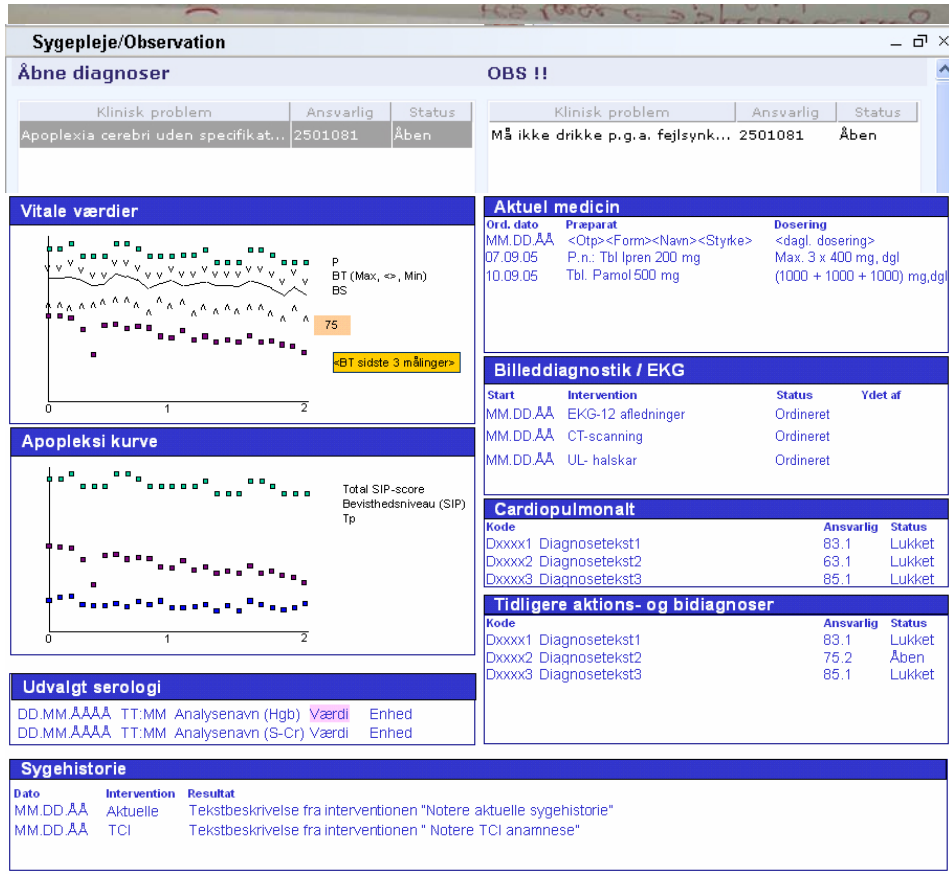 Sygepleje/Observation
Åbne diagnoser
Klinisk problem Ansvarlig Status
Apoplexia cerebri uden specifikat... 2501081 Åben
OBS !!
Klinisk problem Ansvarlig Status
Må ikke drikke p.g.a. fejlsynk... 2501081 Åben
Vitale værdier
P
BT (Max, <>, Min)
BS
75
<BT sidste 3 målinger>
0 1 2
Apopleksi kurve
Total SIP-score
Bevisthedsniveau (SIP)
Tp
0 1 2
Udvalgt serologi
DD.MM.ÅÅÅÅ TT:MM Analysenavn (Hgb) Værdi Enhed
DD.MM.ÅÅÅÅ TT:MM Analysenavn (S-Cr) Værdi Enhed
Aktuel medicin
Ord. dato Præparat Dosering
MM.DD.ÅÅ <Otp><Form><Navn><Styrke> <dagl. dosering>
07.09.05 P.n.: Tbl Ipren 200 mg Max. 3 x 400 mg, dgl
10.09.05 Tbl. Pamol 500 mg (1000 + 1000 + 1000) mg,dgl
Billeddiagnostik / EKG
Start Intervention Status Ydet af
MM.DD.ÅÅ EKG-12 afledninger Ordineret
MM.DD.ÅÅ CT-scanning Ordineret
MM.DD.ÅÅ UL- halskar Ordineret
Cardiopulmonalt
Kode Ansvarlig Status
Dxxxx1 Diagnosetekst1 83.1 Lukket
Dxxxx2 Diagnosetekst2 63.1 Lukket
Dxxxx3 Diagnosetekst3 85.1 Lukket
Tidligere aktions- og bidiagnoser
Kode Ansvarlig Status
Dxxxx1 Diagnosetekst1 83.1 Lukket
Dxxxx2 Diagnosetekst2 75.2 Åben
Dxxxx3 Diagnosetekst3 85.1 Lukket
Sygehistorie
Dato Intervention Resultat
MM.DD.ÅÅ Aktuelle Tekstbeskrivelse fra interventionen "Notere aktuelle sygehistorie"
MM.DD.ÅÅ TCI Tekstbeskrivelse fra interventionen " Notere TCI anamnese"